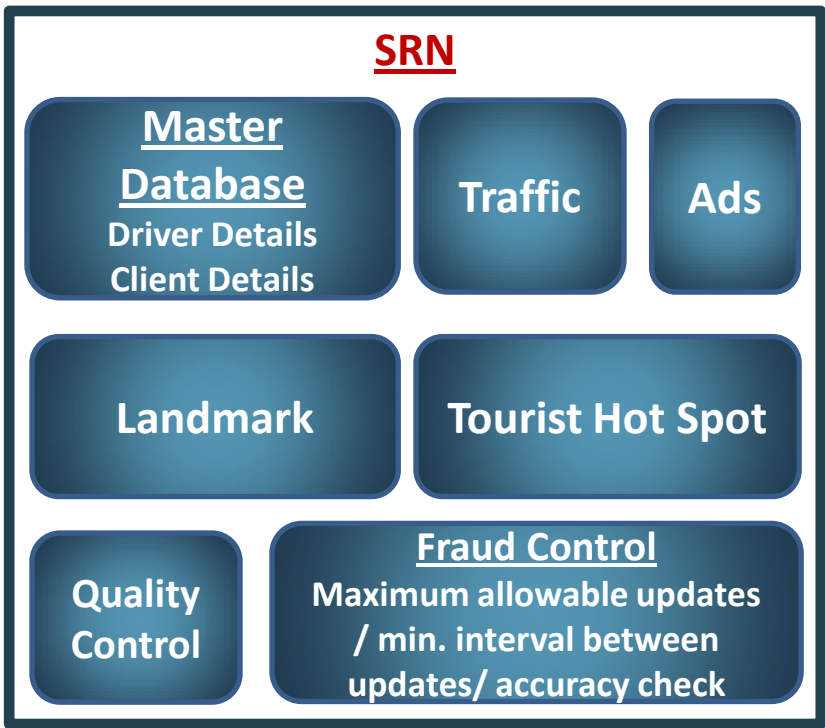 SRN
Master
Database
Driver Details
Client Details
Traffic
Ads
Landmark
Tourist Hot Spot
Quality
Control
Fraud Control
Maximum allowable updates
/ min. interval between
updates/ accuracy check